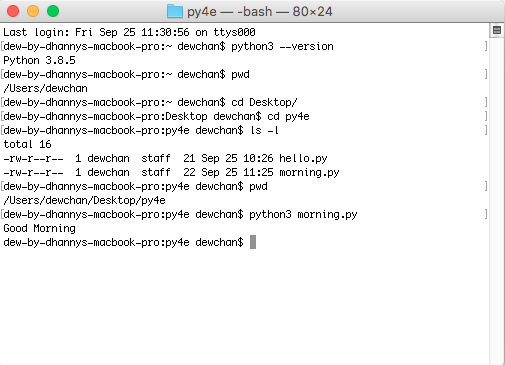 py4e — -bash — 80×24
Last login: Fri Sep 25 11:30:56 on ttys000
[dew-by-dhannys-macbook-pro:~ dewchan$ python3 --version ]
Python 3.8.5
[dew-by-dhannys-macbook-pro:~ dewchan$ pwd ]
/Users/dewchan
[dew-by-dhannys-macbook-pro:~ dewchan$ cd Desktop/ ]
[dew-by-dhannys-macbook-pro:Desktop dewchan$ cd py4e ]
[dew-by-dhannys-macbook-pro:py4e dewchan$ ls -l ]
total 16
-rw-r--r--  1 dewchan  staff  21 Sep 25 10:26 hello.py
-rw-r--r--  1 dewchan  staff  22 Sep 25 11:25 morning.py
[dew-by-dhannys-macbook-pro:py4e dewchan$ pwd ]
/Users/dewchan/Desktop/py4e
[dew-by-dhannys-macbook-pro:py4e dewchan$ python3 morning.py ]
Good Morning
dew-by-dhannys-macbook-pro:py4e dewchan$